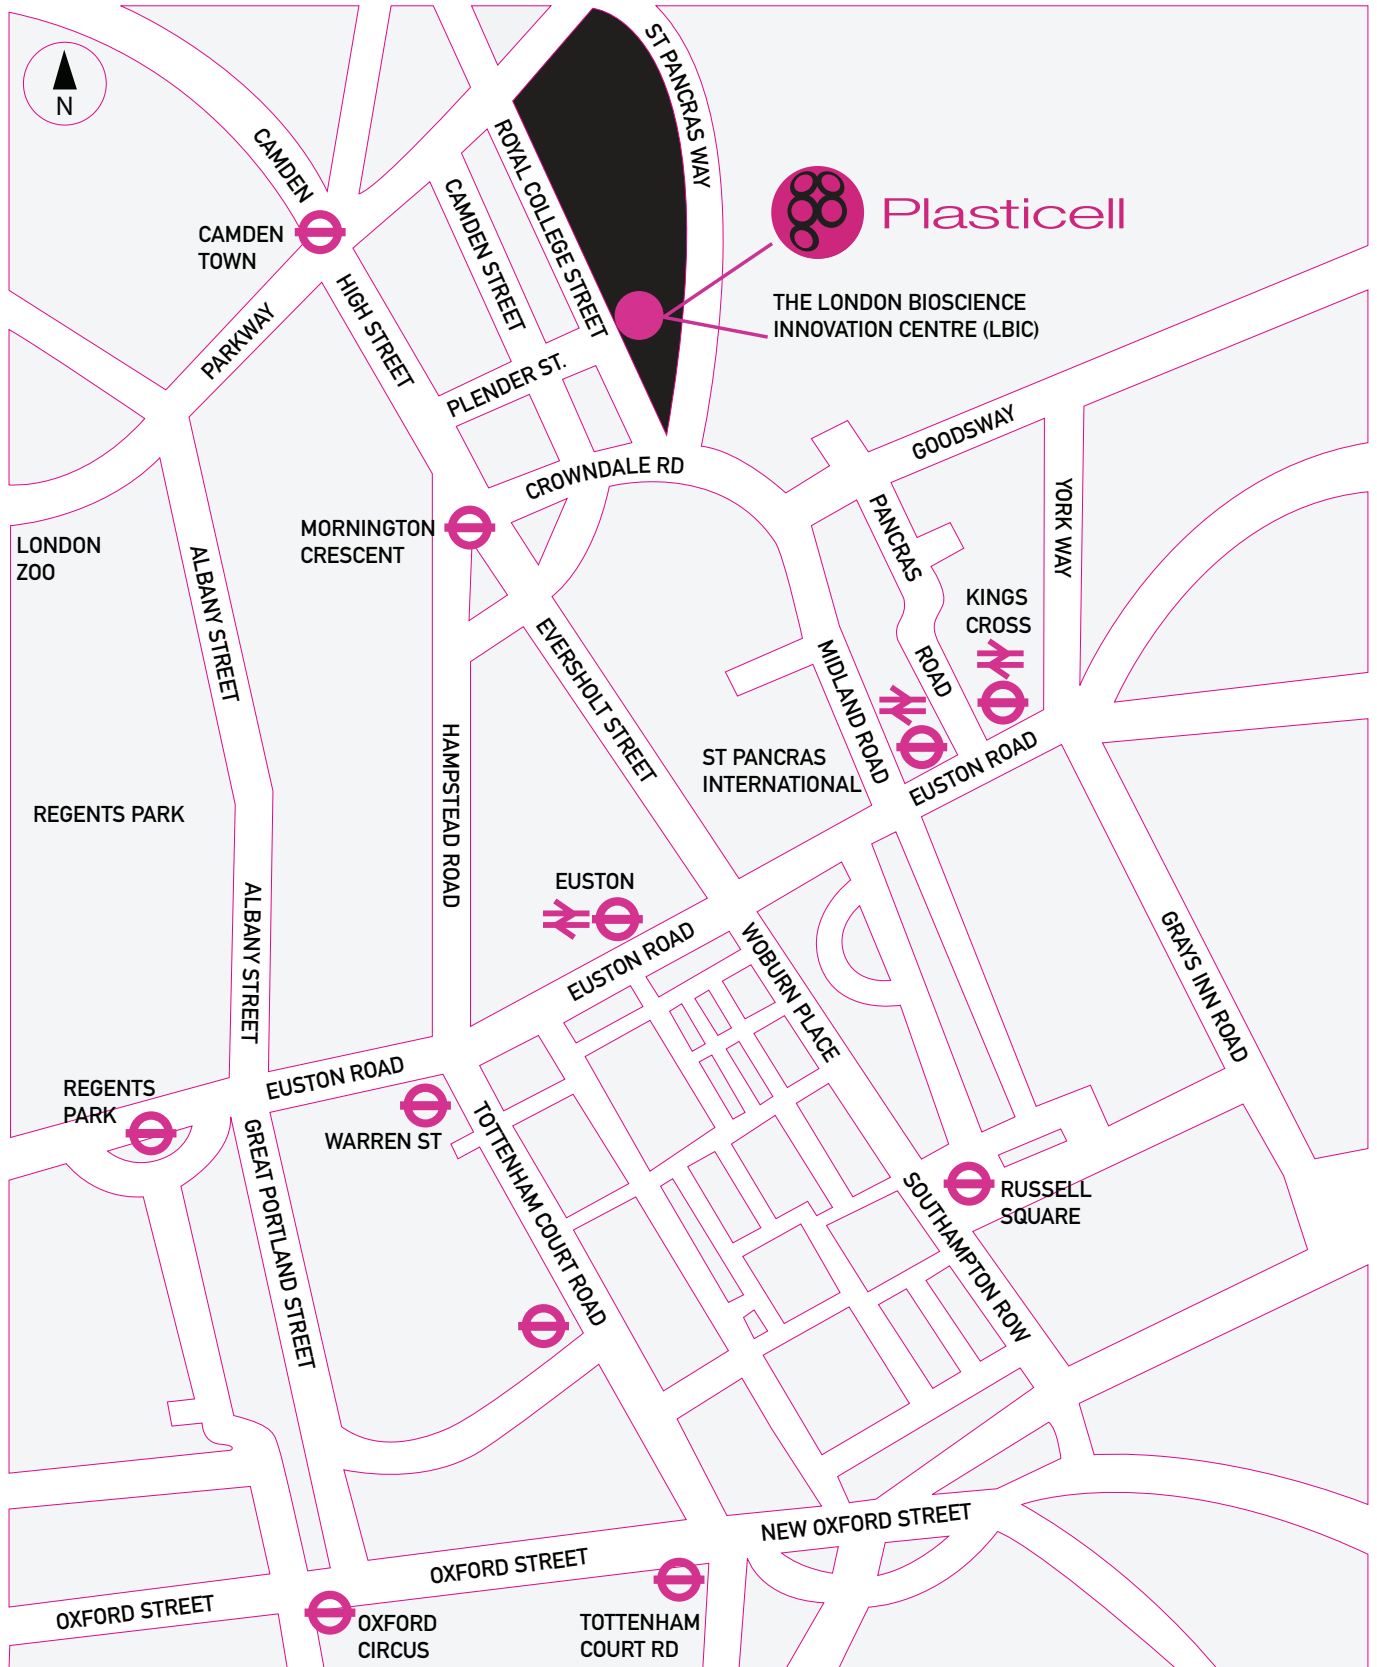 N
ST PANCRAS WAY
CAMDEN
ROYAL COLLEGE STREET
CAMDEN STREET
Plasticell
CAMDEN
TOWN
HIGH STREET
PARKWAY
THE LONDON BIOSCIENCE
INNOVATION CENTRE (LBIC)
PLENDER ST.
GOODSWAY
CROWNDALE RD
PANCRAS
ROAD
YORK WAY
MORNINGTON
CRESCENT
LONDON
ZOO
ALBANY STREET
KINGS
CROSS
EVERSHOLT STREET
MIDLAND ROAD
HAMPSTEAD ROAD
ST PANCRAS
INTERNATIONAL
EUSTON ROAD
REGENTS PARK
EUSTON
ALBANY STREET
EUSTON ROAD
WOBURN PLACE
GRAYS INN ROAD
EUSTON ROAD
REGENTS
PARK
WARREN ST
TOTTENHAM COURT ROAD
GREAT PORTLAND STREET
SOUTHAMPTON ROW
RUSSELL
SQUARE
NEW OXFORD STREET
OXFORD STREET
OXFORD STREET
OXFORD
CIRCUS
TOTTENHAM
COURT RD